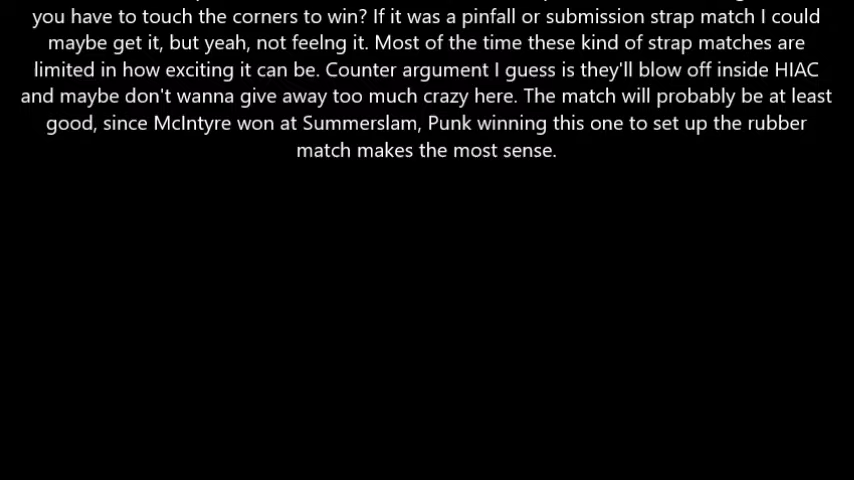 you have to touch the corners to win? If it was a pinfall or submission strap match I could
maybe get it, but yeah, not feelng it. Most of the time these kind of strap matches are
limited in how exciting it can be. Counter argument I guess is they'll blow off inside HIAC
and maybe don't wanna give away too much crazy here. The match will probably be at least
good, since McIntyre won at Summerslam, Punk winning this one to set up the rubber
match makes the most sense.